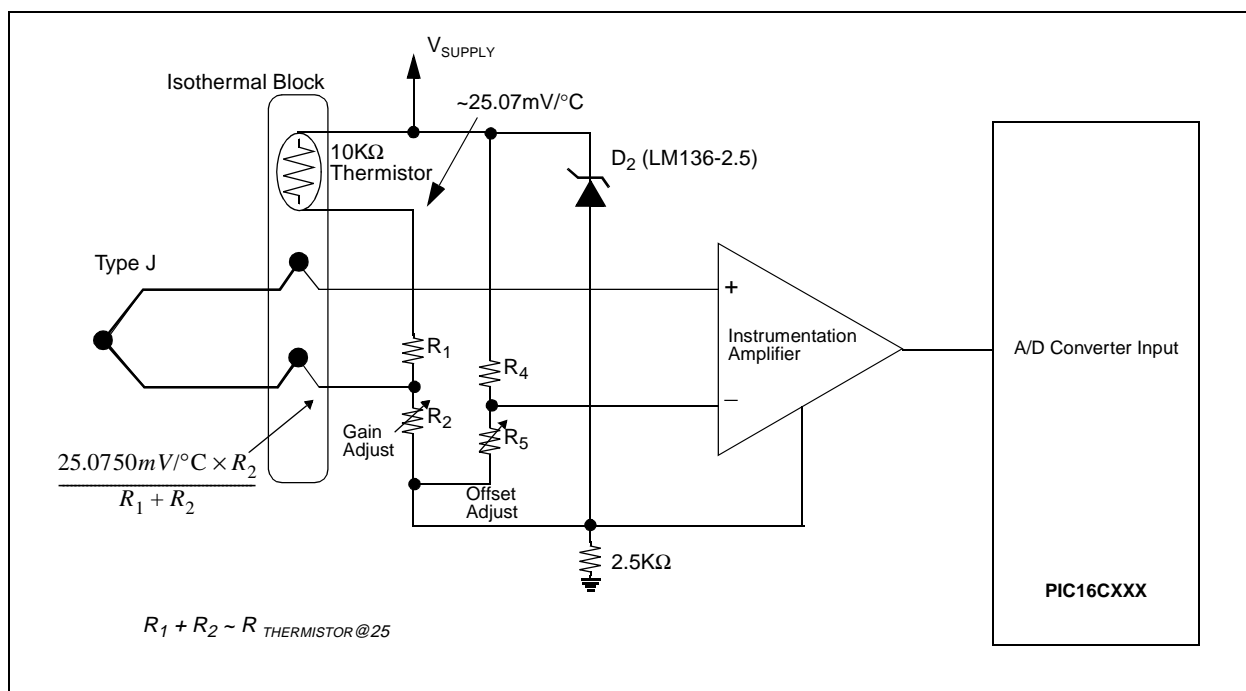 V_SUPPLY
Isothermal Block
~25.07mV/°C
10KΩ
Thermistor
D2 (LM136-2.5)
Type J
+
Instrumentation
Amplifier
A/D Converter Input
R1
R4
–
R2
Gain
Adjust
R5
25.0750mV/°C × R2
R1 + R2
Offset
Adjust
2.5KΩ
PIC16CXXX
R1 + R2 ~ R THERMISTOR@25